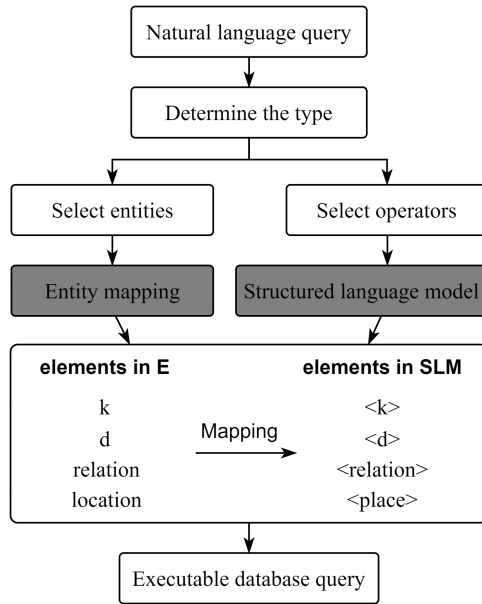 Natural language query
Determine the type
Select entities
Select operators
Entity mapping
Structured language model
elements in E
elements in SLM
k
<k>
d
Mapping
<d>
relation
<relation>
location
<place>
Executable database query